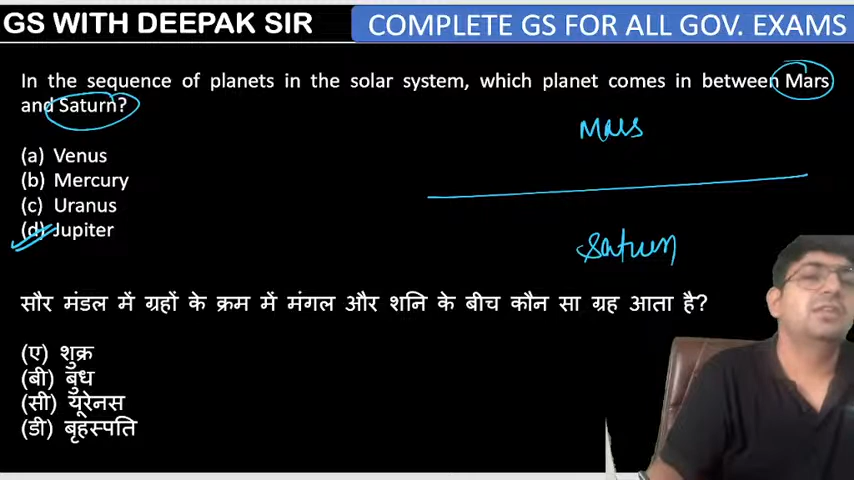 GS WITH DEEPAK SIR
COMPLETE GS FOR ALL GOV. EXAMS
In the sequence of planets in the solar system, which planet comes in between Mars
and Saturn?
Mars
(a) Venus
(b) Mercury
(c) Uranus
(d) Jupiter
Saturn
सौर मंडल में ग्रहों के क्रम में मंगल और शनि के बीच कौन सा ग्रह आता है?
(ए) शुक्र
(बी) बुध
(सी) यूरेनस
(डी) बृहस्पति